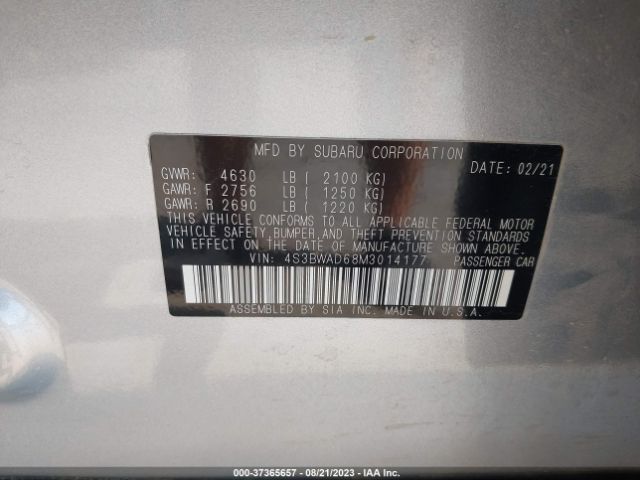 MFD BY SUBARU CORPORATION
DATE: 02/21
GVWR: 4630 LB ( 2100 KG)
GAWR: F 2756 LB ( 1250 KG)
GAWR: R 2690 LB ( 1220 KG)
THIS VEHICLE CONFORMS TO ALL APPLICABLE FEDERAL MOTOR
VEHICLE SAFETY, BUMPER, AND THEFT PREVENTION STANDARDS
IN EFFECT ON THE DATE OF MANUFACTURE SHOWN ABOVE.
VIN: 4S3BWAD68M3014177 PASSENGER CAR
ASSEMBLED BY SIA INC. MADE IN U.S.A.
000-37365657 - 08/21/2023 - IAA Inc.